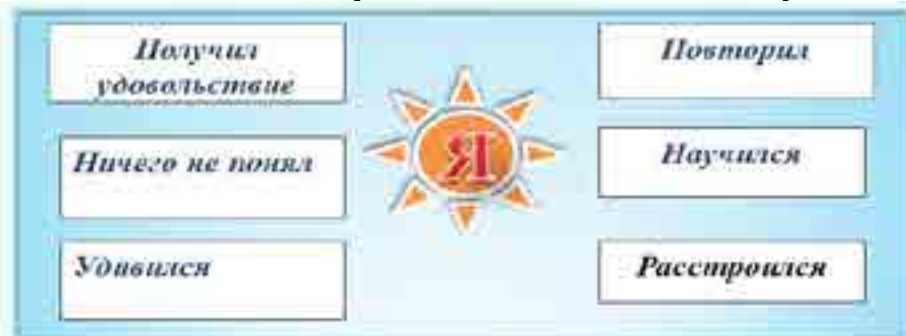 Получил
удовольствие
Ничего не понял
Удивился
Я
Повторил
Научился
Расстроился